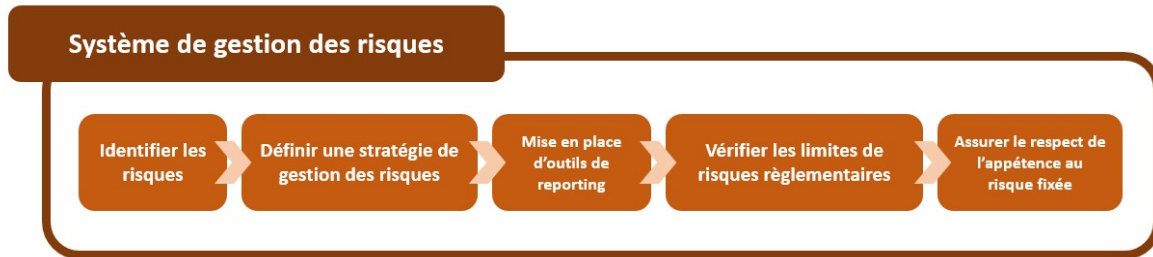 Système de gestion des risques
Identifier les
risques
Définir une stratégie de
gestion des risques
Mise en place
d'outils de
reporting
Vérifier les limites de
risques règlementaires
Assurer le respect de
l'appétence au
risque fixée